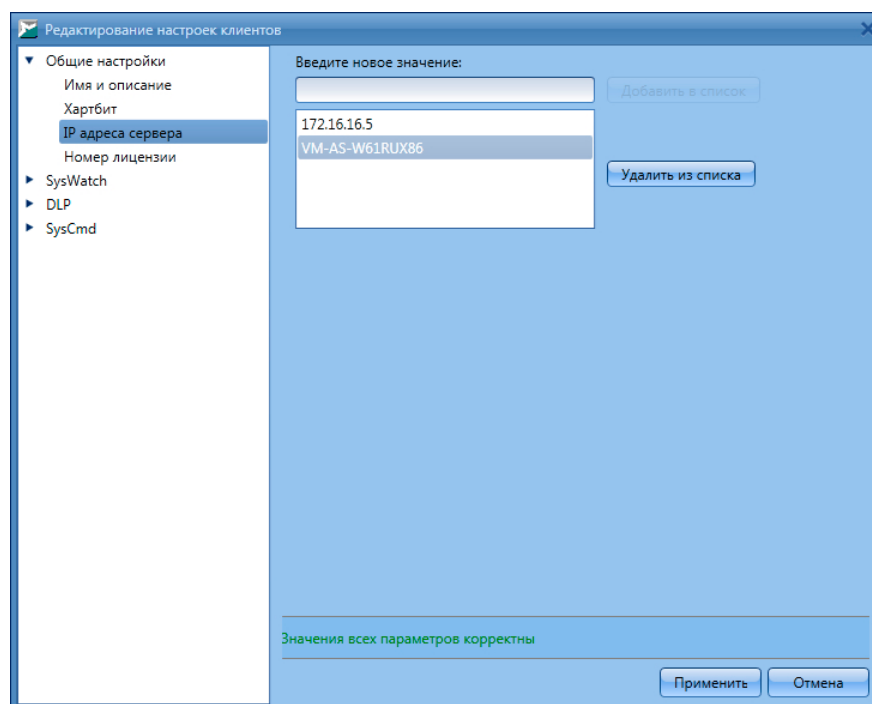 Редактирование настроек клиентов
Общие настройки
Имя и описание
Хартбит
IP адреса сервера
Номер лицензии
SysWatch
DLP
SysCmd
Введите новое значение:
Добавить в список
172.16.16.5
VM-AS-W61RUX86
Удалить из списка
Значения всех параметров корректны
Применить
Отмена